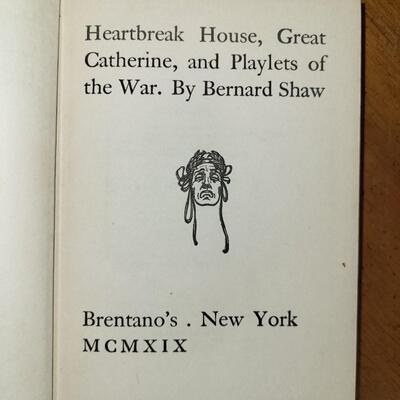 Heartbreak House, Great
Catherine, and Playlets of
the War. By Bernard Shaw
Brentano's . New York
MCMXIX